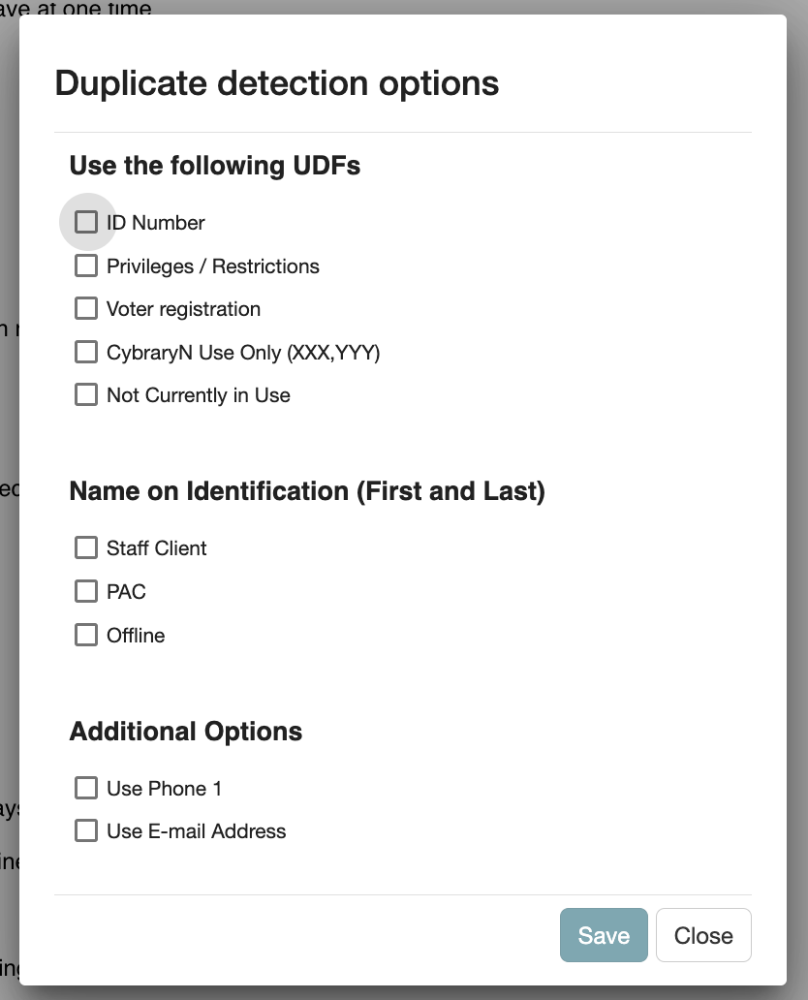 ave at one time
Duplicate detection options
Use the following UDFs
ID Number
Privileges / Restrictions
Voter registration
CybraryN Use Only (XXX,YYY)
Not Currently in Use
Name on Identification (First and Last)
Staff Client
PAC
Offline
Additional Options
Use Phone 1
Use E-mail Address
Save
Close